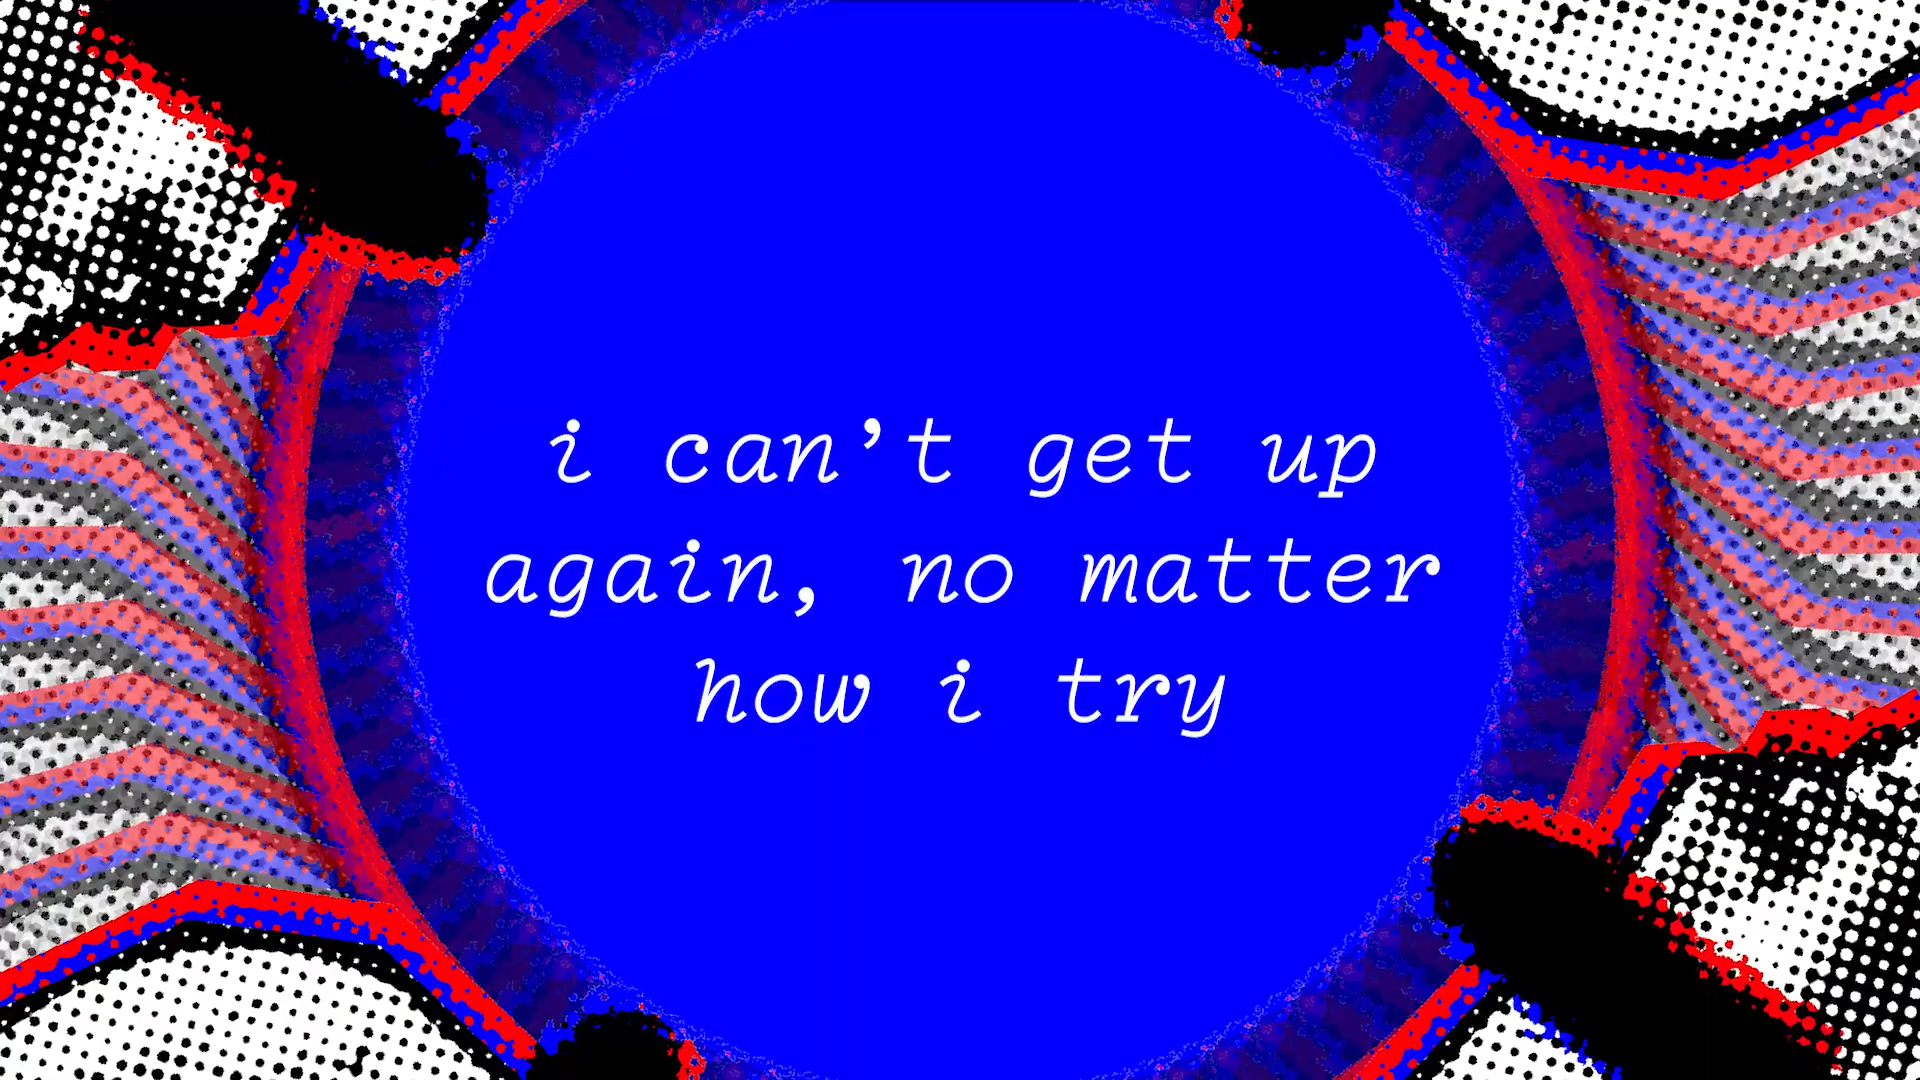 i can’t get up
again, no matter
how i try